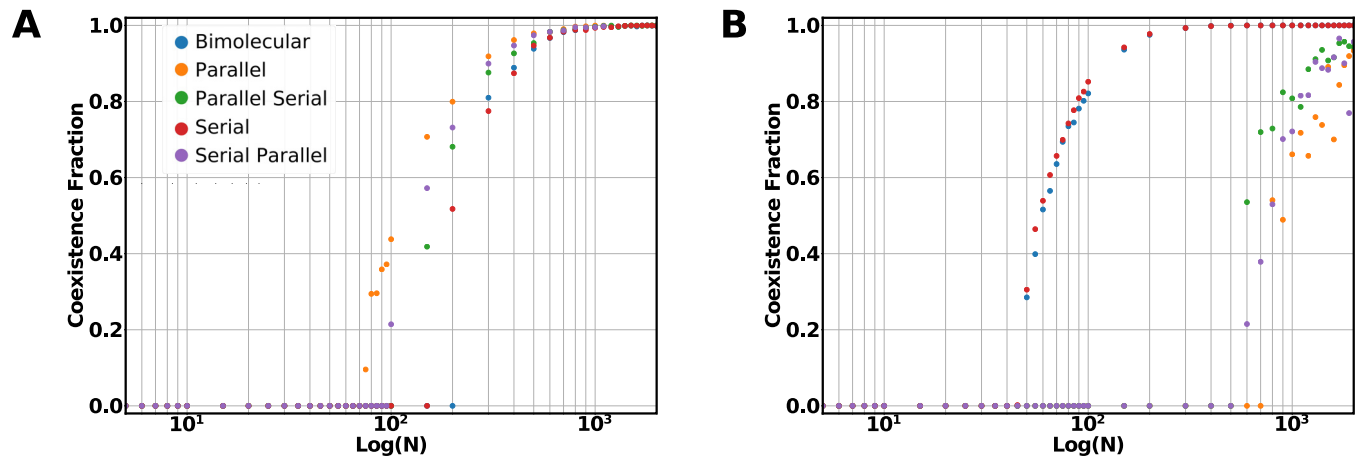 A
Bimolecular
Parallel
Parallel Serial
Serial
Serial Parallel
Coexistence Fraction
1.0
0.8
0.6
0.4
0.2
0.0
10¹
10²
10³
Log(N)
B
Coexistence Fraction
1.0
0.8
0.6
0.4
0.2
0.0
10¹
10²
10³
Log(N)